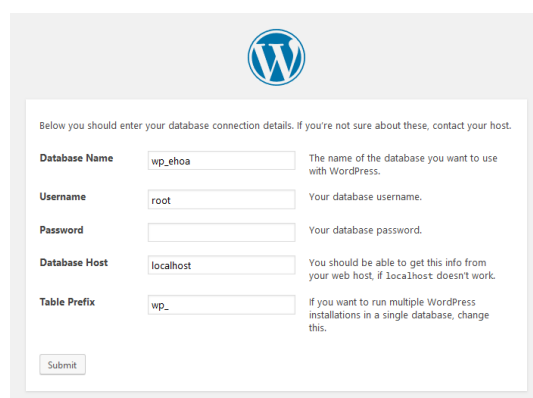 Below you should enter your database connection details. If you're not sure about these, contact your host.
Database Name
wp_ehoa
The name of the database you want to use
with WordPress.
Username
root
Your database username.
Password
Your database password.
Database Host
localhost
You should be able to get this info from
your web host, if localhost doesn't work.
Table Prefix
wp_
If you want to run multiple WordPress
installations in a single database, change
this.
Submit